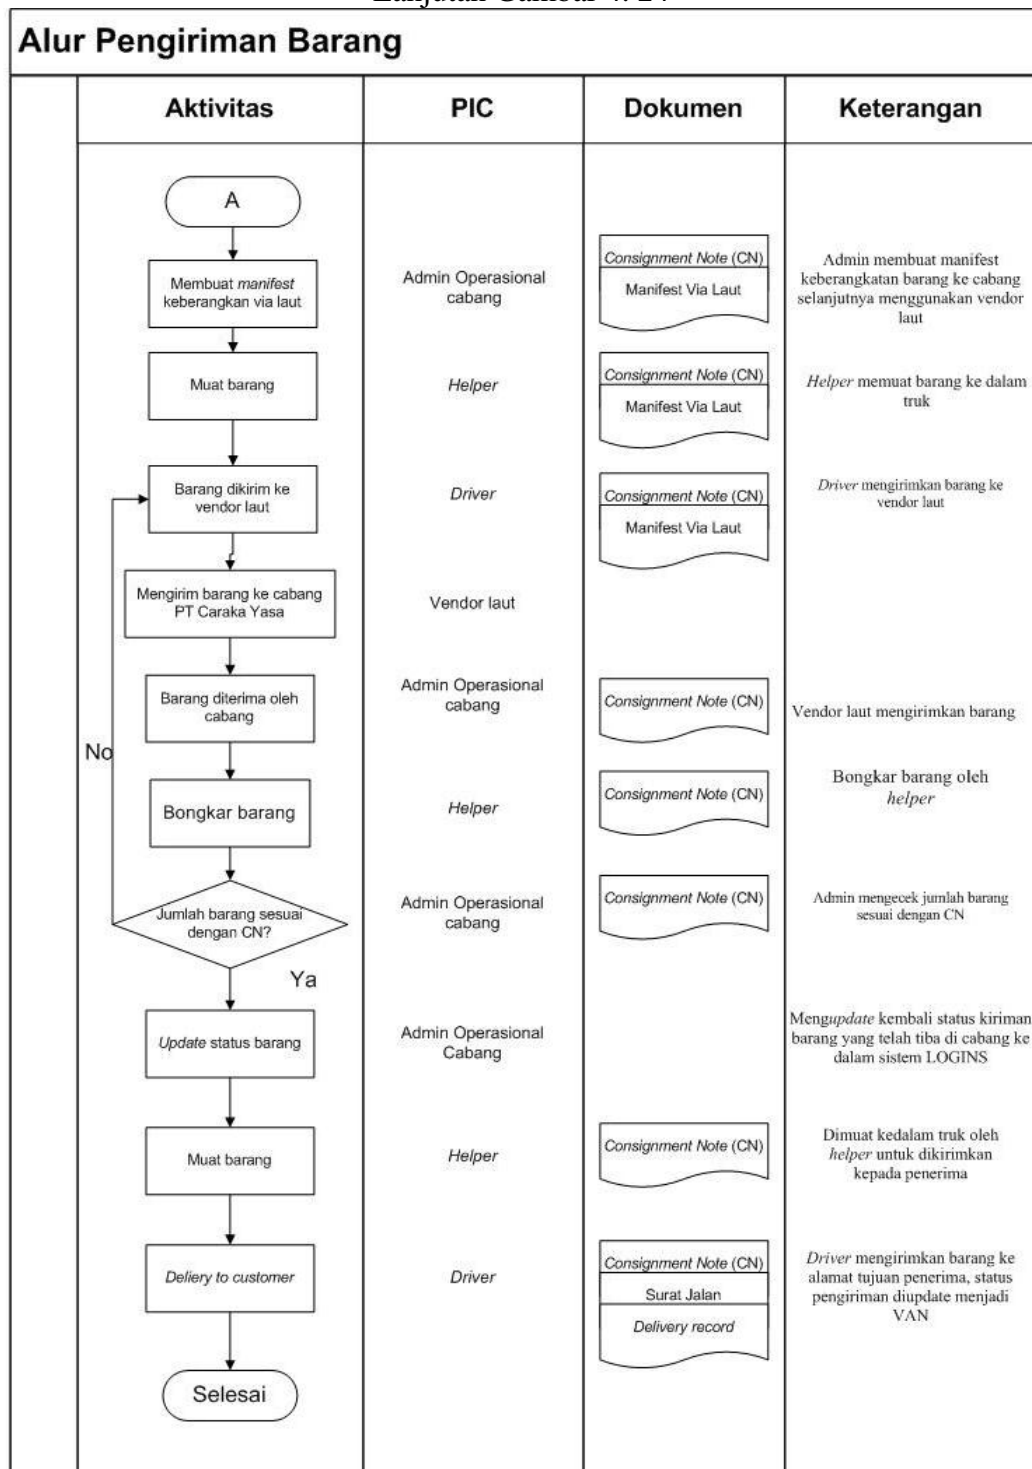 Lanjutan Gambar 4. 24
Alur Pengiriman Barang
Aktivitas
PIC
Dokumen
Keterangan
A
Membuat manifest
keberangkan via laut
Admin Operasional
cabang
Consignment Note (CN)
Manifest Via Laut
Admin membuat manifest
keberangkatan barang ke cabang
selanjutnya menggunakan vendor
laut
Muat barang
Helper
Consignment Note (CN)
Manifest Via Laut
Helper memuat barang ke dalam
truk
Barang dikirim ke
vendor laut
Driver
Consignment Note (CN)
Manifest Via Laut
Driver mengirimkan barang ke
vendor laut
Mengirim barang ke cabang
PT Caraka Yasa
Vendor laut
Barang diterima oleh
cabang
Admin Operasional
cabang
Consignment Note (CN)
Vendor laut mengirimkan barang
No
Bongkar barang
Helper
Consignment Note (CN)
Bongkar barang oleh
helper
Jumlah barang sesuai
dengan CN?
Admin Operasional
cabang
Consignment Note (CN)
Admin mengecek jumlah barang
sesuai dengan CN
Ya
Update status barang
Admin Operasional
Cabang
Mengupdate kembali status kiriman
barang yang telah tiba di cabang ke
dalam sistem LOGINS
Muat barang
Helper
Consignment Note (CN)
Dimuat kedalam truk oleh
helper untuk dikirimkan
kepada penerima
Deliery to customer
Driver
Consignment Note (CN)
Surat Jalan
Delivery record
Driver mengirimkan barang ke
alamat tujuan penerima, status
pengiriman diupdate menjadi
VAN
Selesai